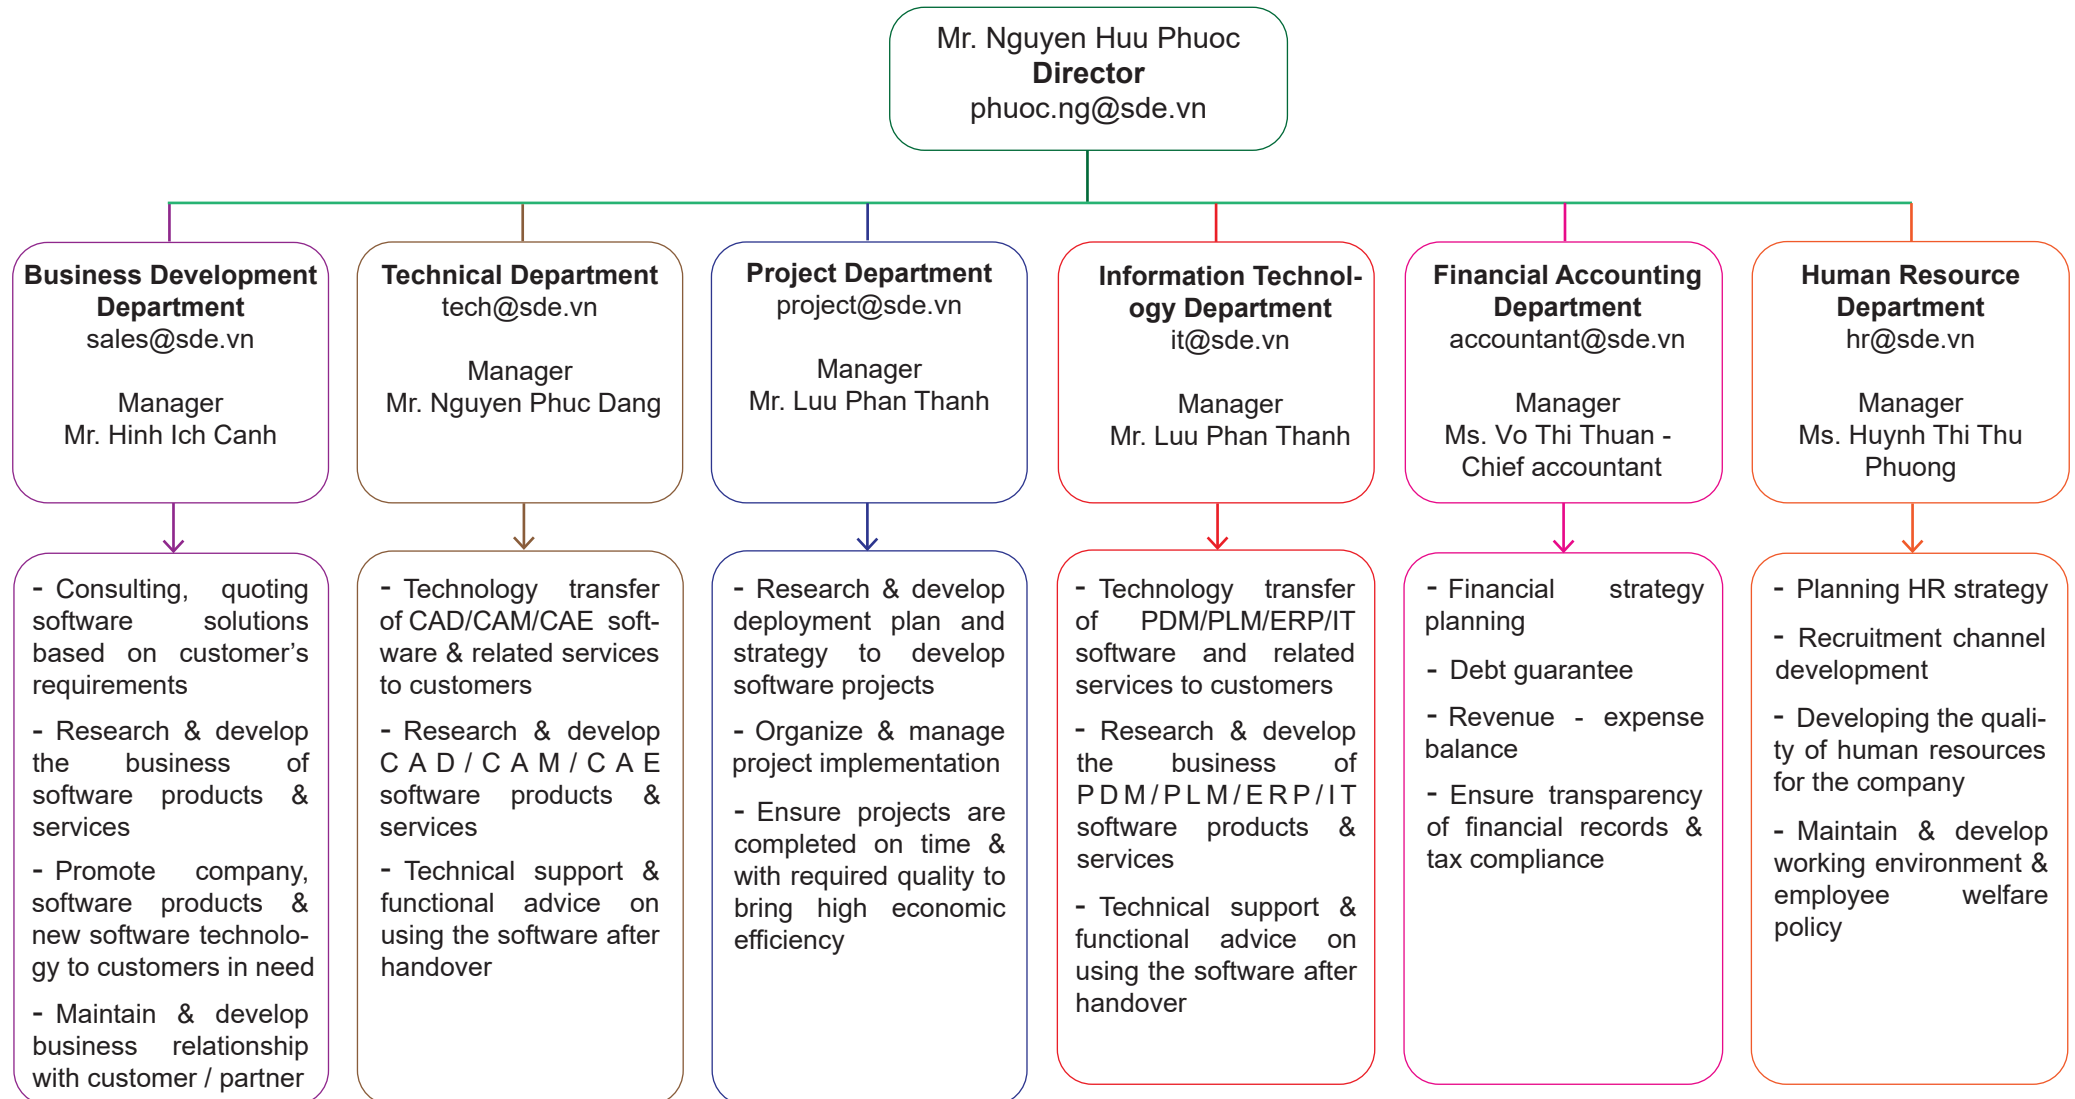 Mr. Nguyen Huu Phuoc
Director
phuoc.ng@sde.vn
Business Development
Department
sales@sde.vn
Manager
Mr. Hinh Ich Canh
Technical Department
tech@sde.vn
Manager
Mr. Nguyen Phuc Dang
Project Department
project@sde.vn
Manager
Mr. Luu Phan Thanh
Information Technol-
ogy Department
it@sde.vn
Manager
Mr. Luu Phan Thanh
Financial Accounting
Department
accountant@sde.vn
Manager
Ms. Vo Thi Thuan -
Chief accountant
Human Resource
Department
hr@sde.vn
Manager
Ms. Huynh Thi Thu
Phuong
- Consulting, quoting
software solutions
based on customer’s
requirements
- Research & develop
the business of
software products &
services
- Promote company,
software products &
new software technolo-
gy to customers in need
- Maintain & develop
business relationship
with customer / partner
- Technology transfer
of CAD/CAM/CAE soft-
ware & related services
to customers
- Research & develop
CAD/CAM/CAE
software products &
services
- Technical support &
functional advice on
using the software after
handover
- Research & develop
deployment plan and
strategy to develop
software projects
- Organize & manage
project implementation
- Ensure projects are
completed on time &
with required quality to
bring high economic
efficiency
- Technology transfer
of PDM/PLM/ERP/IT
software and related
services to customers
- Research & develop
the business of
PDM/PLM/ERP/IT
software products &
services
- Technical support &
functional advice on
using the software after
handover
- Financial strategy
planning
- Debt guarantee
- Revenue - expense
balance
- Ensure transparency
of financial records &
tax compliance
- Planning HR strategy
- Recruitment channel
development
- Developing the quali-
ty of human resources
for the company
- Maintain & develop
working environment &
employee welfare
policy